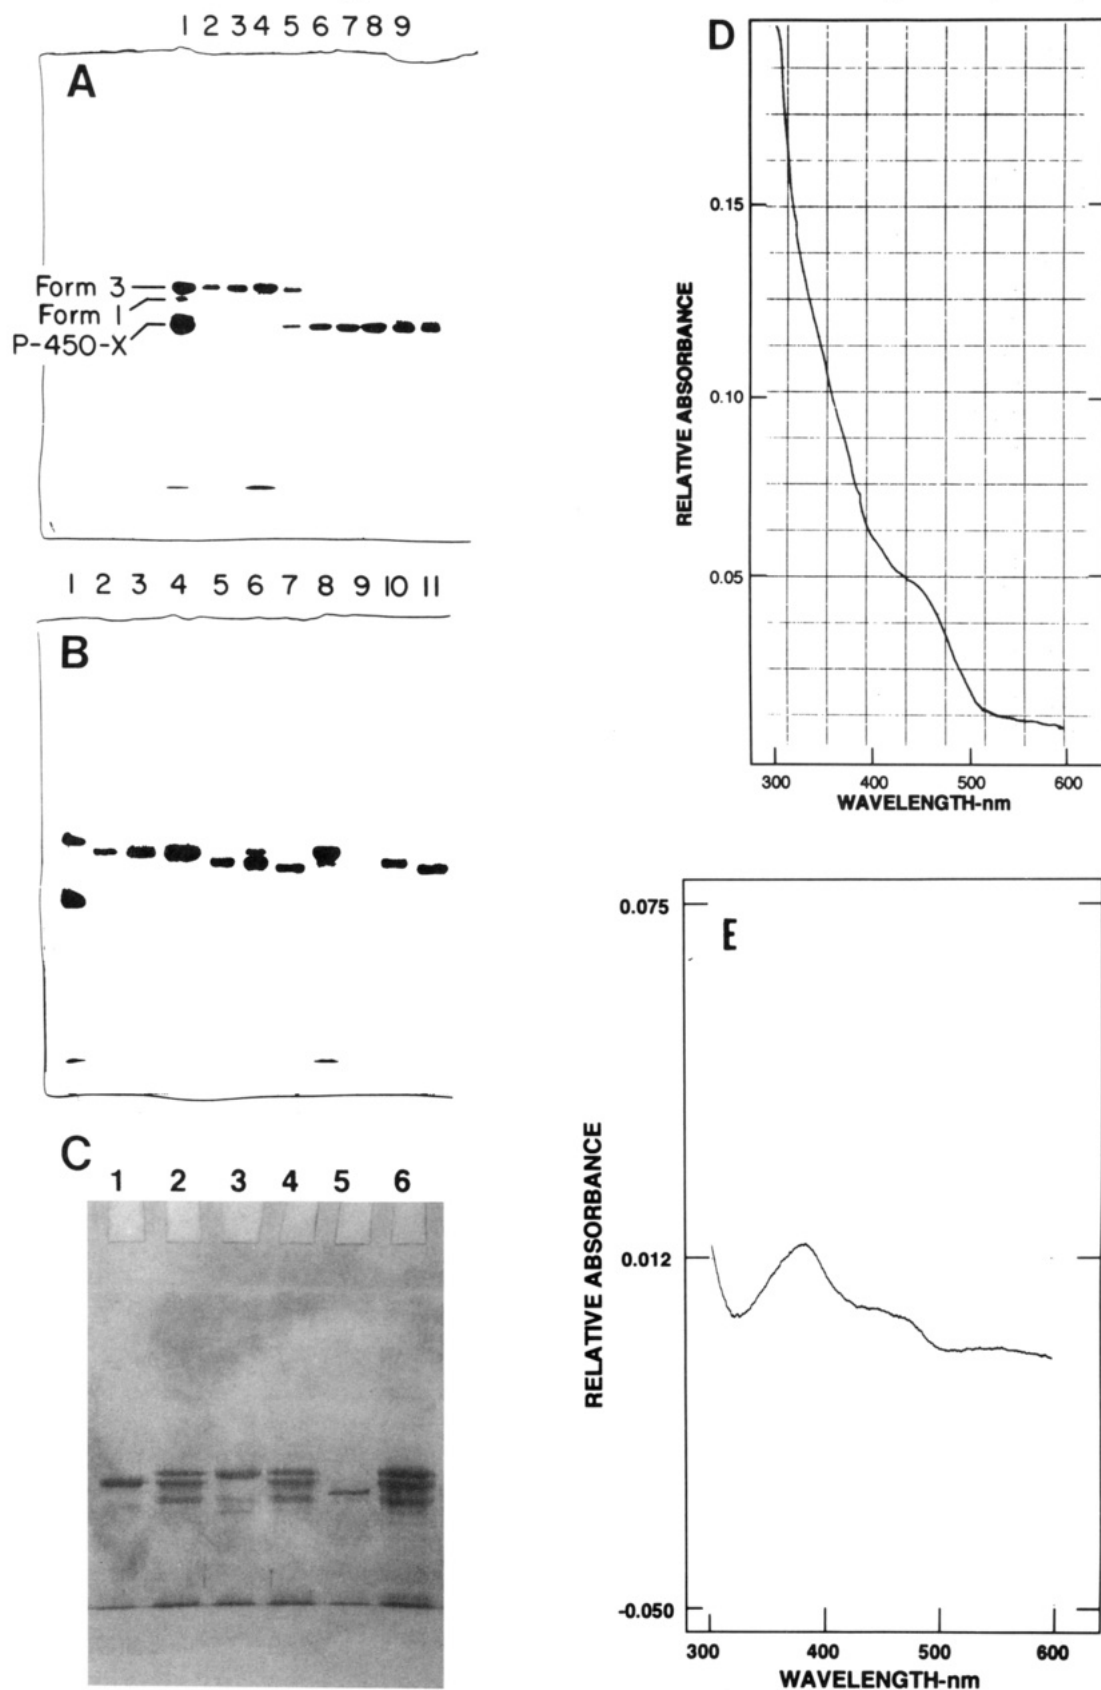 1 2 3 4 5 6 7 8 9
A
Form 3
Form 1
P-450-X
1 2 3 4 5 6 7 8 9 10 11
B
C
1 2 3 4 5 6
D
0.15
0.10
0.05
RELATIVE ABSORBANCE
300 400 500 600
WAVELENGTH-nm
E
0.075
0.012
-0.050
RELATIVE ABSORBANCE
300 400 500 600
WAVELENGTH-nm